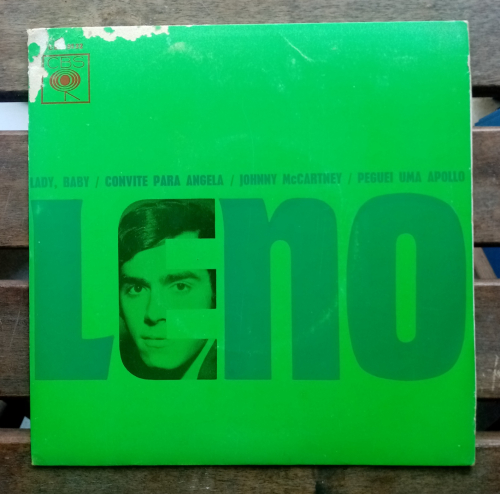 CBS
LADY, BABY / CONVITE PARA ANGELA / JOHNNY McCARTNEY / PEGUEI UMA APOLLO
LENO